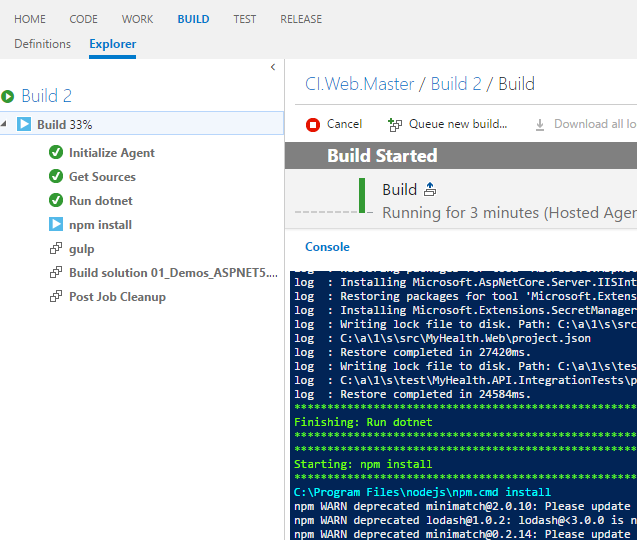 HOME CODE WORK BUILD TEST RELEASE
Definitions Explorer
Build 2
Build 33%
Initialize Agent
Get Sources
Run dotnet
npm install
gulp
Build solution 01_Demos_ASPNET5....
Post Job Cleanup
CI.Web.Master / Build 2 / Build
Cancel Queue new build... Download all lo
Build Started
Build
Running for 3 minutes (Hosted Agen
Console
log : Restoring packages for tool 'Microsoft.AspNetCo
log : Installing Microsoft.AspNetCore.Server.IISInt
log : Restoring packages for tool 'Microsoft.Extens
log : Installing Microsoft.Extensions.SecretManager
log : Writing lock file to disk. Path: C:\a\1\s\src
log : C:\a\1\s\src\MyHealth.Web\project.json
log : Restore completed in 27420ms.
log : Writing lock file to disk. Path: C:\a\1\s\tes
log : C:\a\1\s\test\MyHealth.API.IntegrationTests\p
log : Restore completed in 24584ms.
******************************************************
Finishing: Run dotnet
******************************************************
******************************************************
Starting: npm install
******************************************************
C:\Program Files\nodejs\npm.cmd install
npm WARN deprecated minimatch@2.0.10: Please update
npm WARN deprecated lodash@1.0.2: lodash@<3.0.0 is n
npm WARN deprecated minimatch@0.2.14: Please update